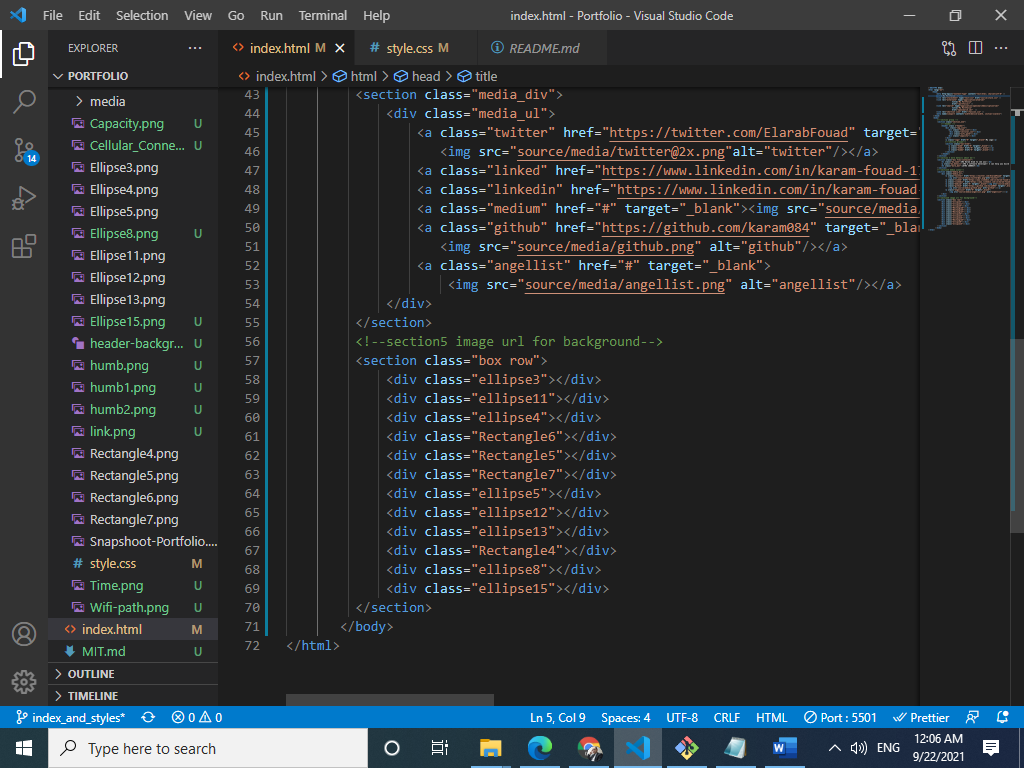 File Edit Selection View Go Run Terminal Help
index.html - Portfolio - Visual Studio Code
EXPLORER
index.html M
style.css M
README.md
PORTFOLIO
index.html > html > head > title
media
Capacity.png U
Cellular_Conne... U
Ellipse3.png
Ellipse4.png
Ellipse5.png
Ellipse8.png U
Ellipse11.png
Ellipse12.png
Ellipse13.png
Ellipse15.png U
header-backgr... U
humb.png U
humb1.png U
humb2.png U
link.png U
Rectangle4.png
Rectangle5.png
Rectangle6.png
Rectangle7.png
Snapshoot-Portfolio....
style.css M
Time.png U
Wifi-path.png U
index.html M
MIT.md U
OUTLINE
TIMELINE
14
43 <section class="media_div">
44 <div class="media_ul">
45 <a class="twitter" href="https://twitter.com/ElarabFouad" target="
46 <img src="source/media/twitter@2x.png"alt="twitter"/></a>
47 <a class="linked" href="https://www.linkedin.com/in/karam-fouad-1
48 <a class="linkedin" href="https://www.linkedin.com/in/karam-fouad-
49 <a class="medium" href="#" target="_blank"><img src="source/media
50 <a class="github" href="https://github.com/karam084" target="_bla
51 <img src="source/media/github.png" alt="github"/></a>
52 <a class="angellist" href="#" target="_blank">
53 <img src="source/media/angellist.png" alt="angellist"/></a>
54 </div>
55 </section>
56 <!--section5 image url for background-->
57 <section class="box row">
58 <div class="ellipse3"></div>
59 <div class="ellipse11"></div>
60 <div class="ellipse4"></div>
61 <div class="Rectangle6"></div>
62 <div class="Rectangle5"></div>
63 <div class="Rectangle7"></div>
64 <div class="ellipse5"></div>
65 <div class="ellipse12"></div>
66 <div class="ellipse13"></div>
67 <div class="Rectangle4"></div>
68 <div class="ellipse8"></div>
69 <div class="ellipse15"></div>
70 </section>
71 </body>
72 </html>
index_and_styles* 0 0
Ln 5, Col 9 Spaces: 4 UTF-8 CRLF HTML Port : 5501 Prettier
Type here to search
ENG
12:06 AM
9/22/2021